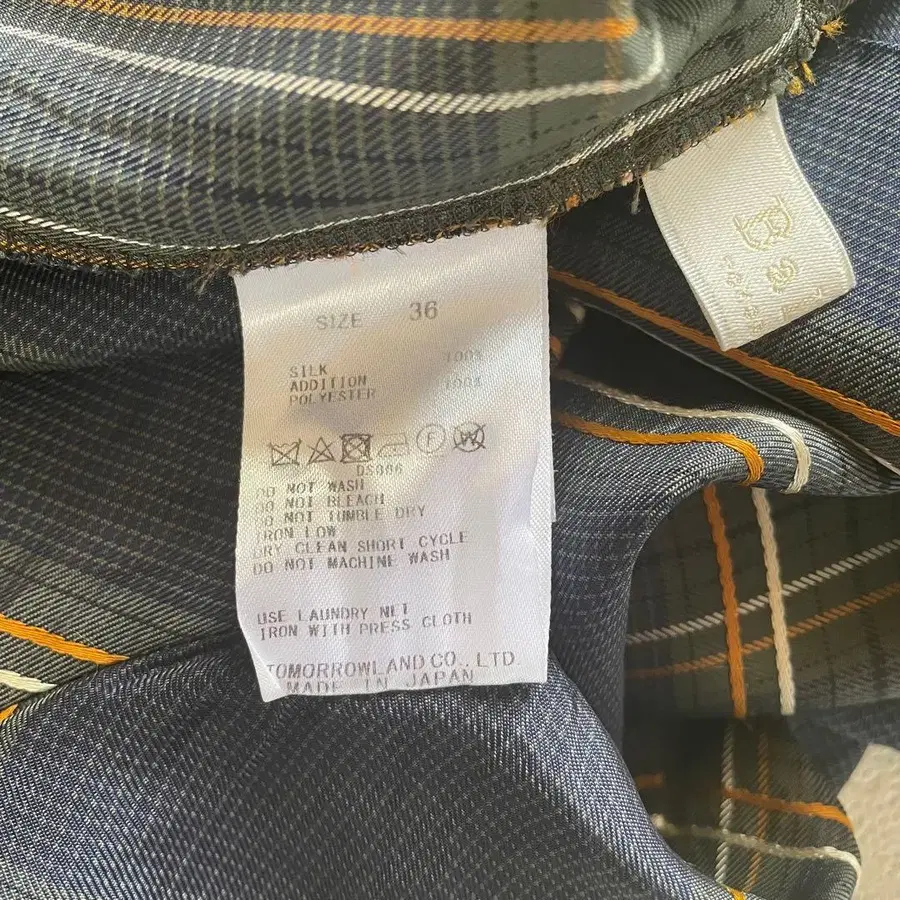 SIZE 36
SILK 100%
ADDITION
POLYESTER 100%
DS086
DO NOT WASH
DO NOT BLEACH
DO NOT TUMBLE DRY
IRON LOW
DRY CLEAN SHORT CYCLE
DO NOT MACHINE WASH
USE LAUNDRY NET
IRON WITH PRESS CLOTH
TOMORROWLAND CO., LTD.
MADE IN JAPAN